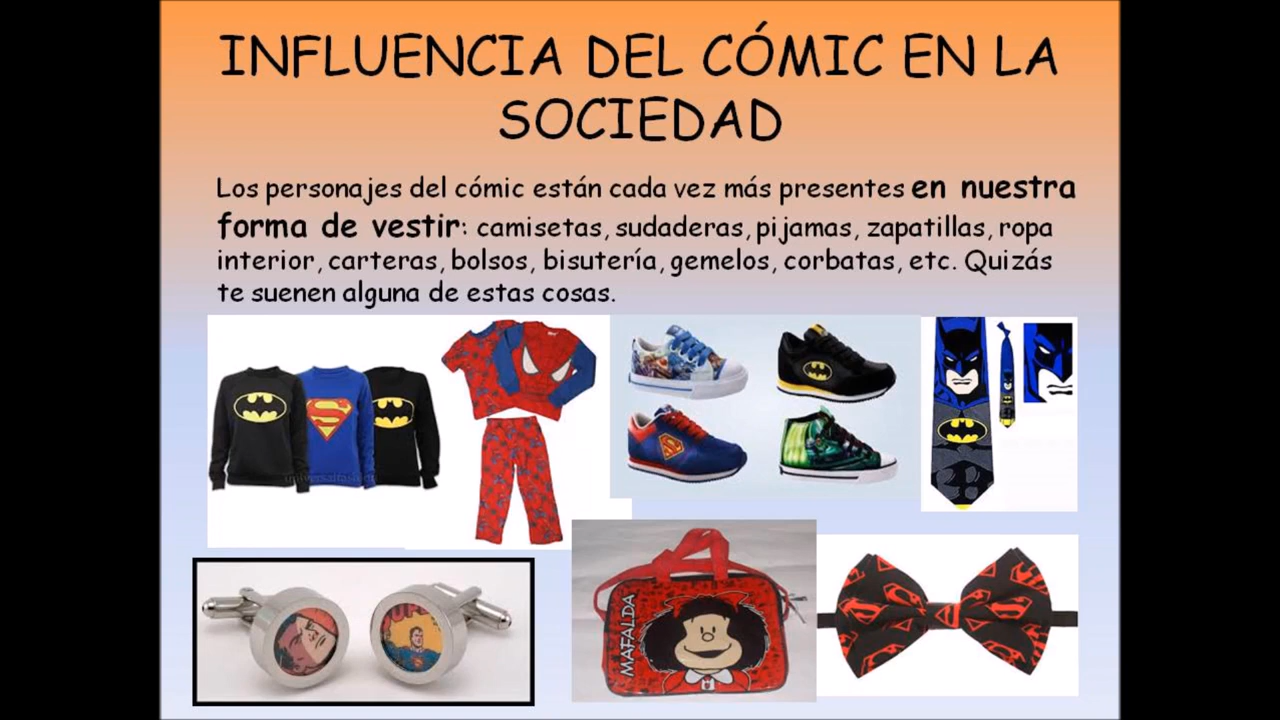 INFLUENCIA DEL CÓMIC EN LA
SOCIEDAD
Los personajes del cómic están cada vez más presentes en nuestra
forma de vestir: camisetas, sudaderas, pijamas, zapatillas, ropa
interior, carteras, bolsos, bisutería, gemelos, corbatas, etc. Quizás
te suenen alguna de estas cosas.
MAFALDA